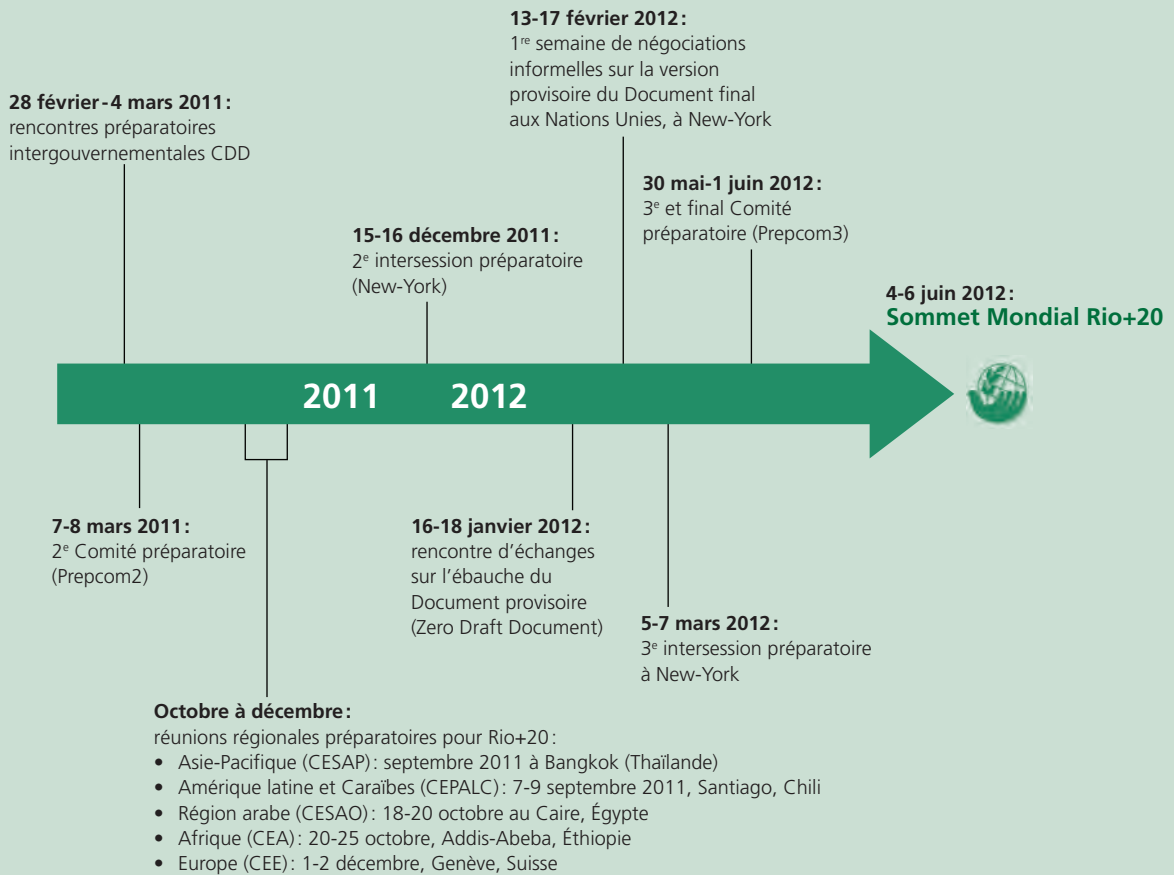 13-17 février 2012 :
1re semaine de négociations
informelles sur la version
provisoire du Document final
aux Nations Unies, à New-York
28 février - 4 mars 2011 :
rencontres préparatoires
intergouvernementales CDD
30 mai-1 juin 2012 :
3e et final Comité
préparatoire (Prepcom3)
15-16 décembre 2011 :
2e intersession préparatoire
(New-York)
4-6 juin 2012 :
Sommet Mondial Rio+20
2011 2012
7-8 mars 2011 :
2e Comité préparatoire
(Prepcom2)
16-18 janvier 2012 :
rencontre d’échanges
sur l’ébauche du
Document provisoire
(Zero Draft Document)
5-7 mars 2012 :
3e intersession préparatoire
à New-York
Octobre à décembre :
réunions régionales préparatoires pour Rio+20 :
• Asie-Pacifique (CESAP) : septembre 2011 à Bangkok (Thaïlande)
• Amérique latine et Caraïbes (CEPALC) : 7-9 septembre 2011, Santiago, Chili
• Région arabe (CESAO) : 18-20 octobre au Caire, Égypte
• Afrique (CEA) : 20-25 octobre, Addis-Abeba, Éthiopie
• Europe (CEE) : 1-2 décembre, Genève, Suisse